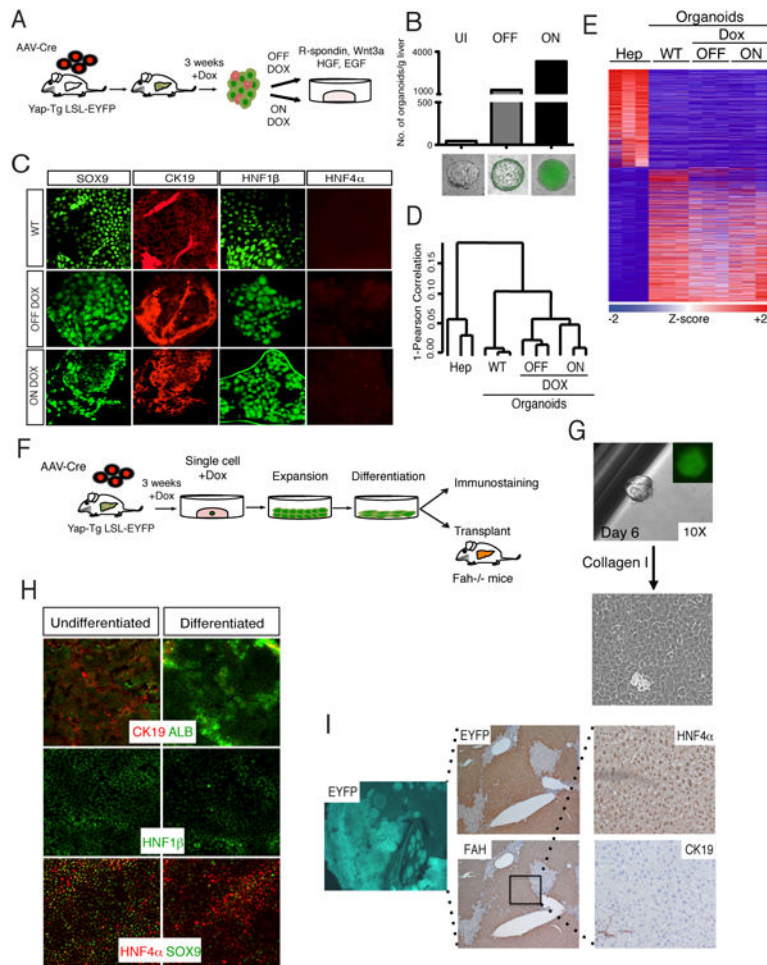 A
AAV-Cre
Yap-Tg LSL-EYFP
3 weeks
+Dox
OFF
DOX
ON
DOX
R-spondin, Wnt3a
HGF, EGF
B
UI OFF ON
No. of organoids/g liver
4000
1000
500
0
C
SOX9 CK19 HNF1β HNF4α
WT
OFF DOX
ON DOX
D
1-Pearson Correlation
0.15
0.10
0.05
0.00
Hep WT OFF ON
DOX
Organoids
E
Organoids
Dox
Hep WT OFF ON
-2 Z-score +2
F
AAV-Cre
Yap-Tg LSL-EYFP
3 weeks
+Dox
Single cell
+Dox
Expansion
Differentiation
Immunostaining
Transplant
Fah-/- mice
G
Day 6
10X
Collagen I
H
Undifferentiated Differentiated
CK19 ALB
HNF1β
HNF4α SOX9
I
EYFP
EYFP
HNF4α
FAH
CK19